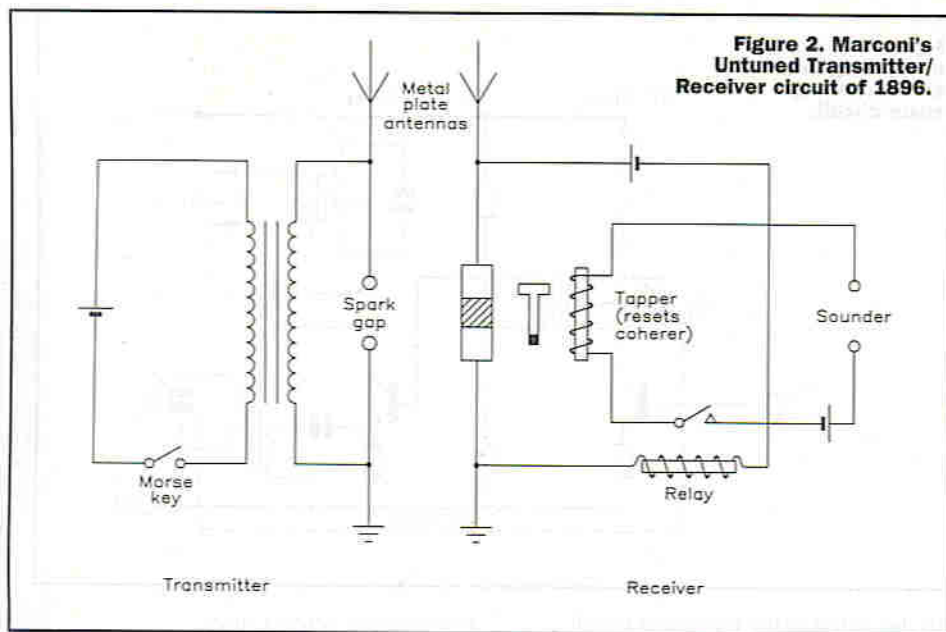 Figure 2. Marconi's
Untuned Transmitter/
Receiver circuit of 1896.
Metal
plate
antennas
Spark
gap
Tapper
(resets
coherer)
Sounder
Morse
key
Relay
Transmitter
Receiver